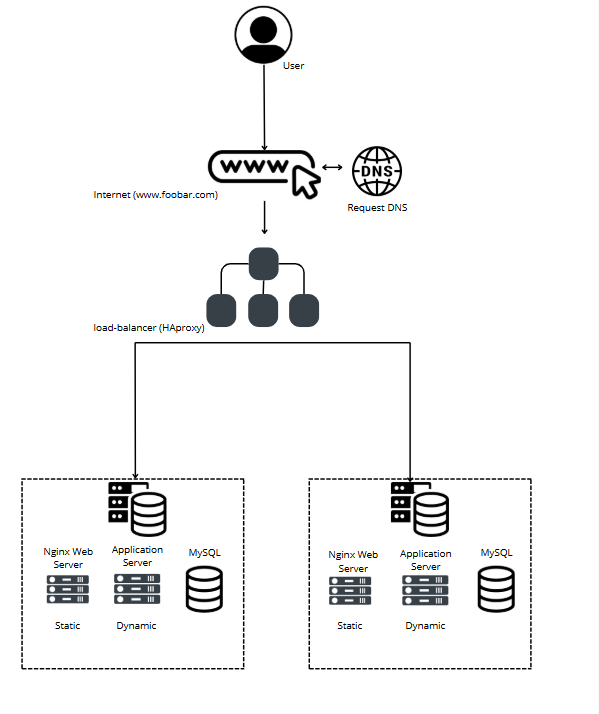 User
WWW
DNS
Internet (www.foobar.com)
Request DNS
load-balancer (HAproxy)
Nginx Web
Server
Application
Server
MySQL
Static
Dynamic
Nginx Web
Server
Application
Server
MySQL
Static
Dynamic